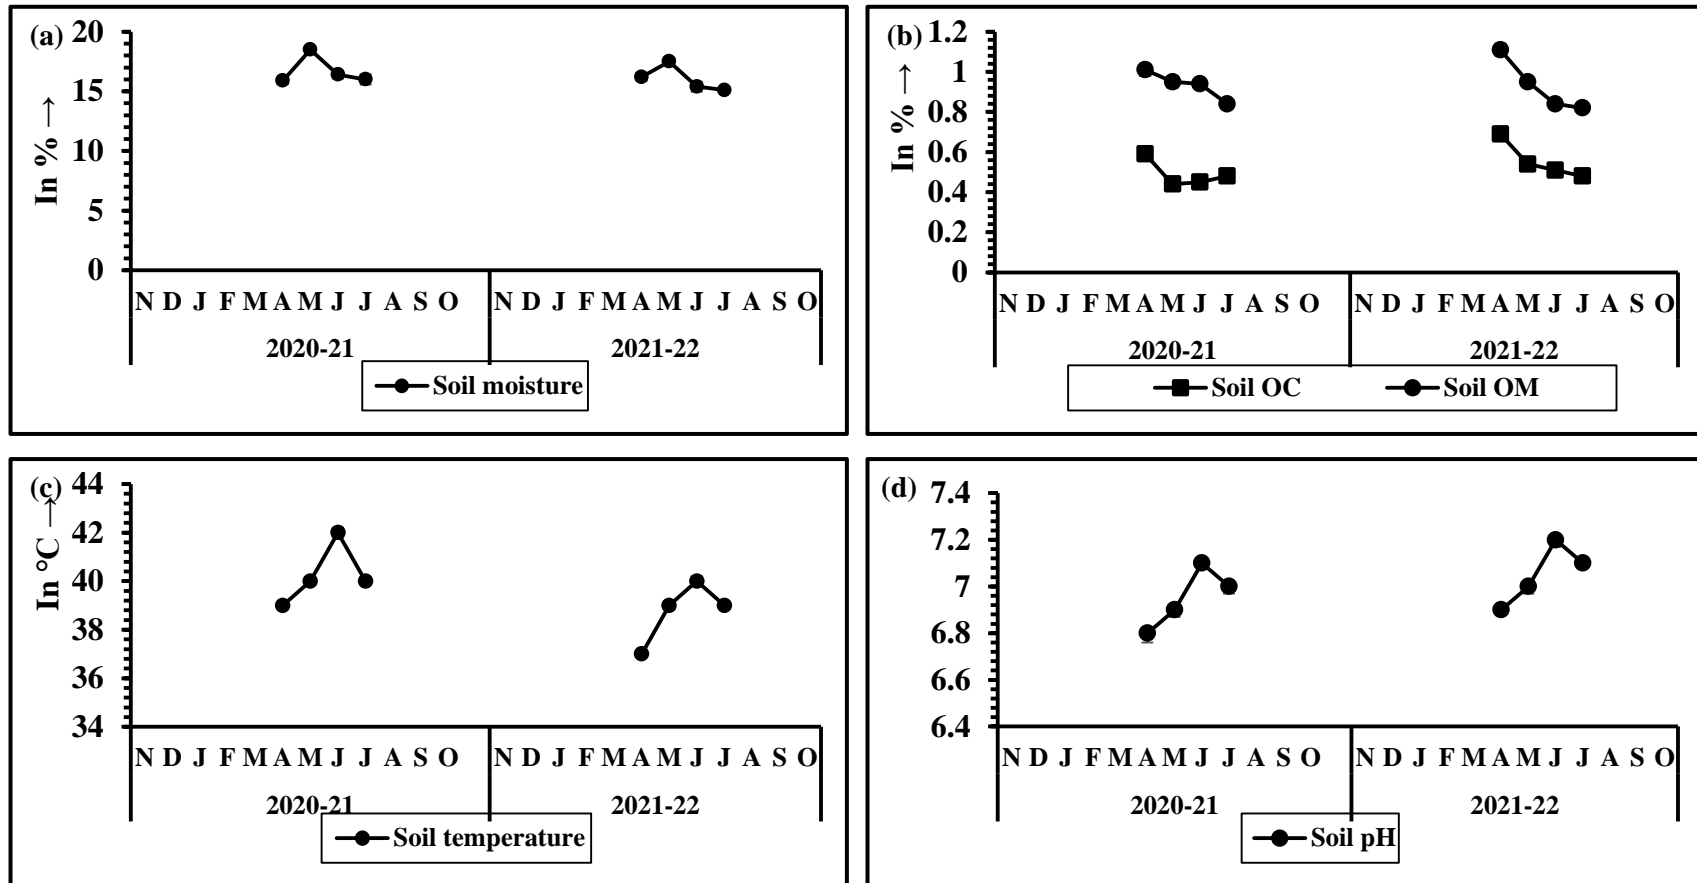 (a)
In % →
20
15
10
5
0
N D J F M A M J J A S O N D J F M A M J J A S O
2020-21 2021-22
Soil moisture
(b)
In % →
1.2
1
0.8
0.6
0.4
0.2
0
N D J F M A M J J A S O N D J F M A M J J A S O
2020-21 2021-22
Soil OC Soil OM
(c)
In °C →
44
42
40
38
36
34
N D J F M A M J J A S O N D J F M A M J J A S O
2020-21 2021-22
Soil temperature
(d)
7.4
7.2
7
6.8
6.6
6.4
N D J F M A M J J A S O N D J F M A M J J A S O
2020-21 2021-22
Soil pH